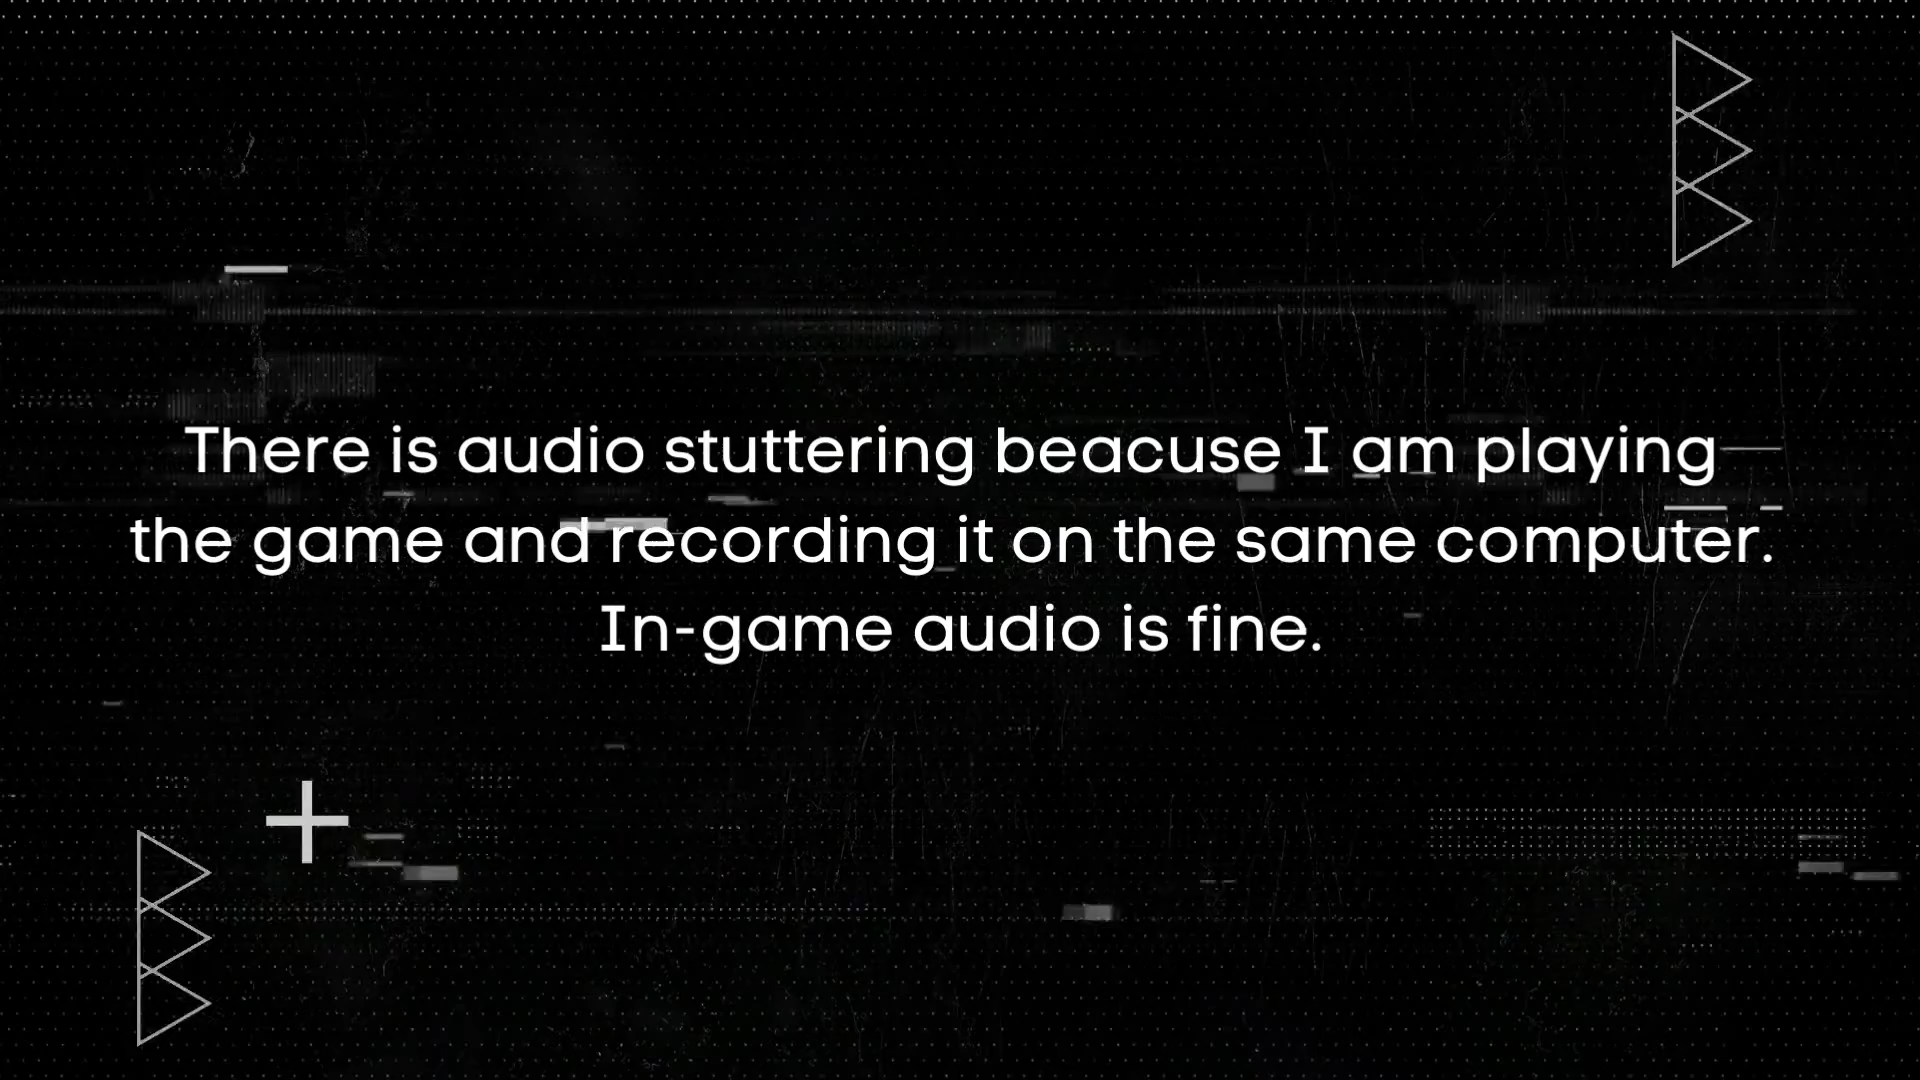 There is audio stuttering beacuse I am playing
the game and recording it on the same computer.
In-game audio is fine.